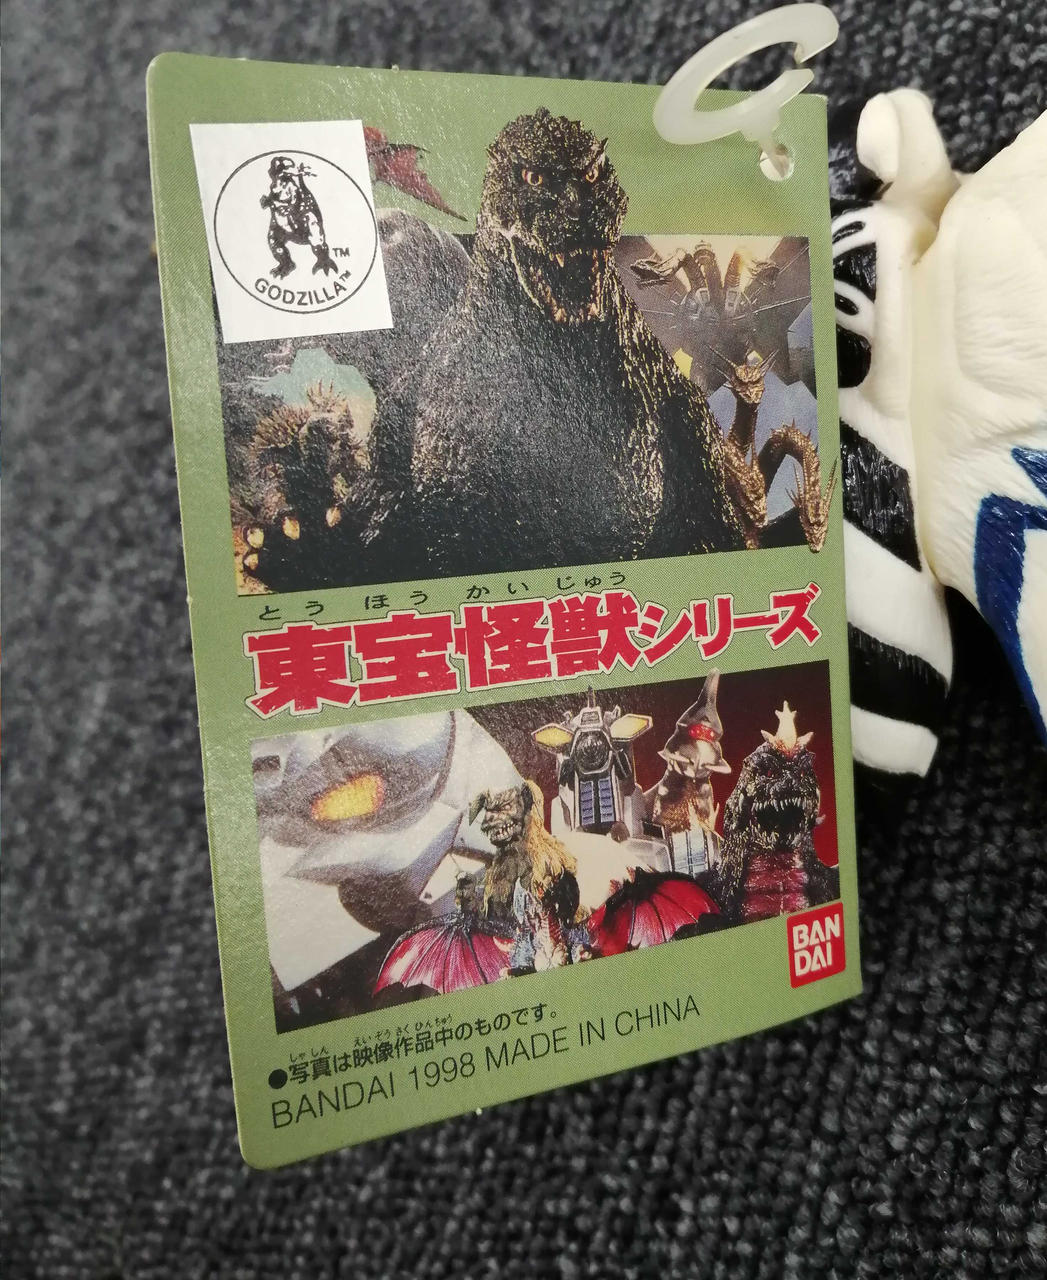 TM
GODZILLA™
とうほうかいじゅう
東宝怪獣シリーズ
BAN
DAI
しゃしん えいぞうさくひんちゅう
●写真は映像作品中のものです。
BANDAI 1998 MADE IN CHINA